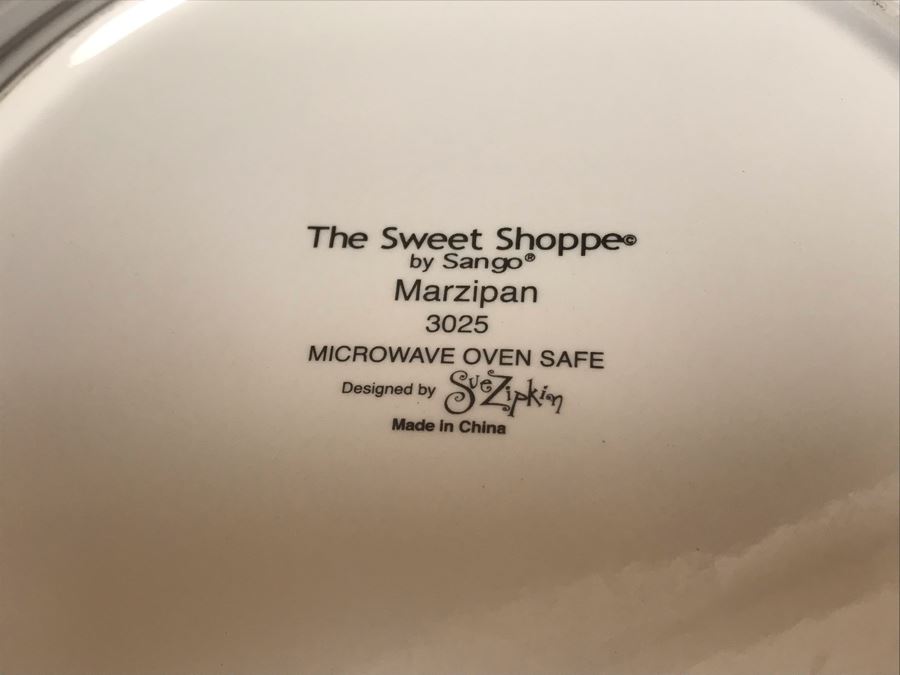 The Sweet Shoppe©
by Sango®
Marzipan
3025
MICROWAVE OVEN SAFE
Designed by Sue Zipkin
Made in China